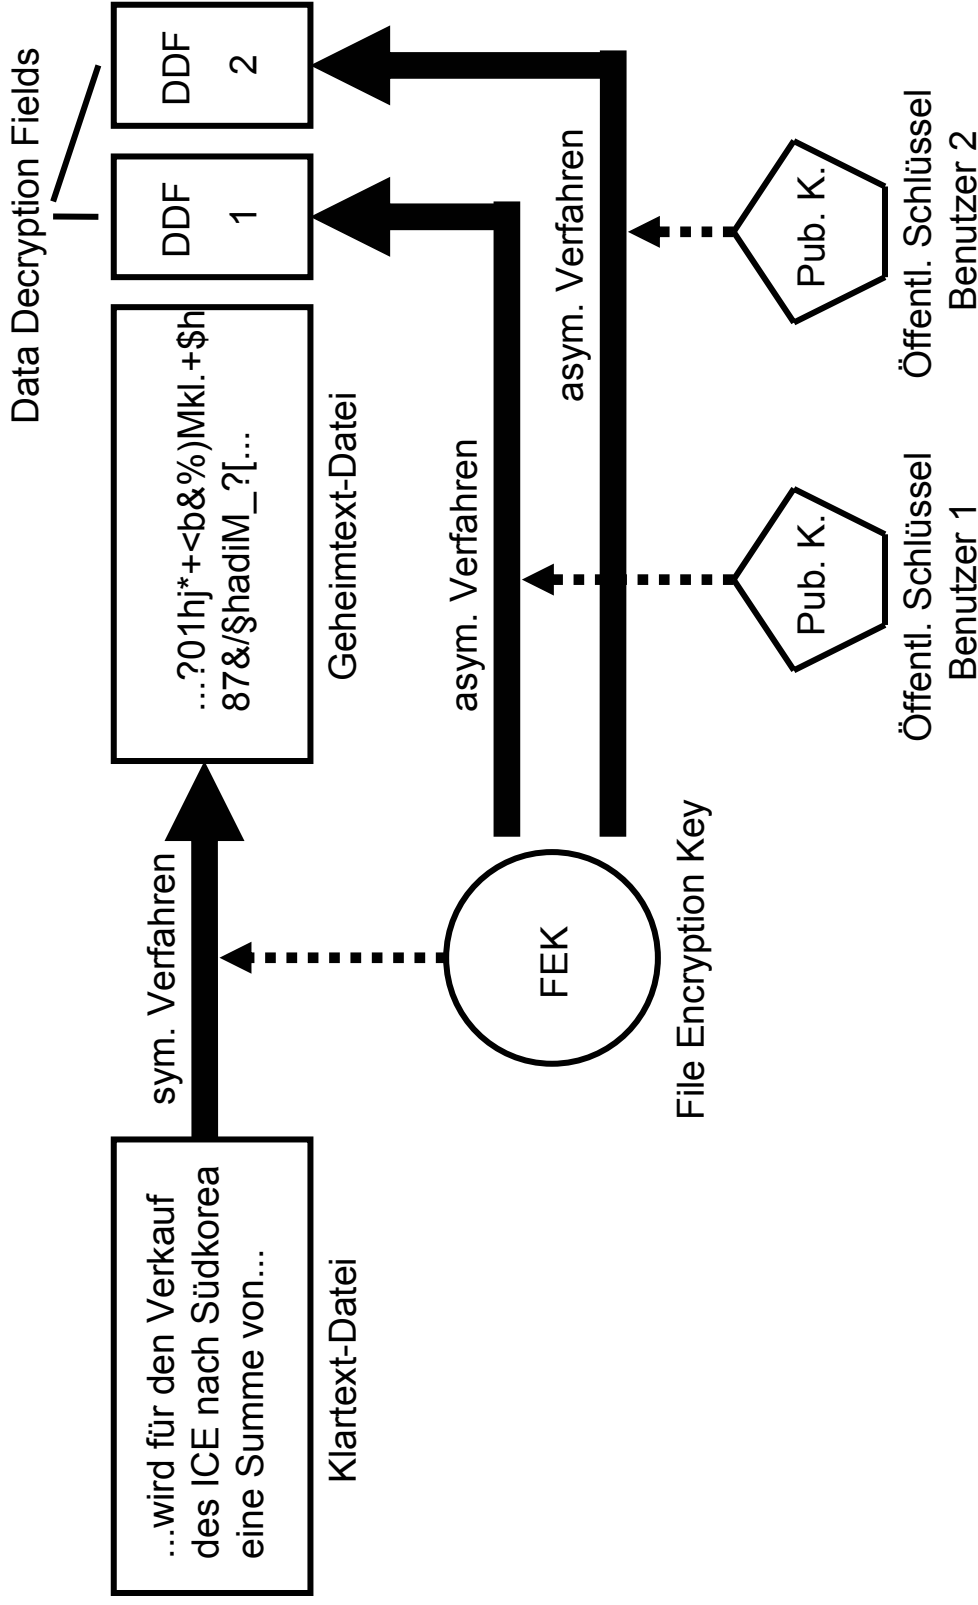 Data Decryption Fields
...wird für den Verkauf
des ICE nach Südkorea
eine Summe von...
Klartext-Datei
sym. Verfahren
...?01hj*+<b&%)Mkl.+$h
87&/§hadiM_?[...
Geheimtext-Datei
DDF
1
DDF
2
FEK
File Encryption Key
asym. Verfahren
asym. Verfahren
Pub. K.
Öffentl. Schlüssel
Benutzer 1
Pub. K.
Öffentl. Schlüssel
Benutzer 2